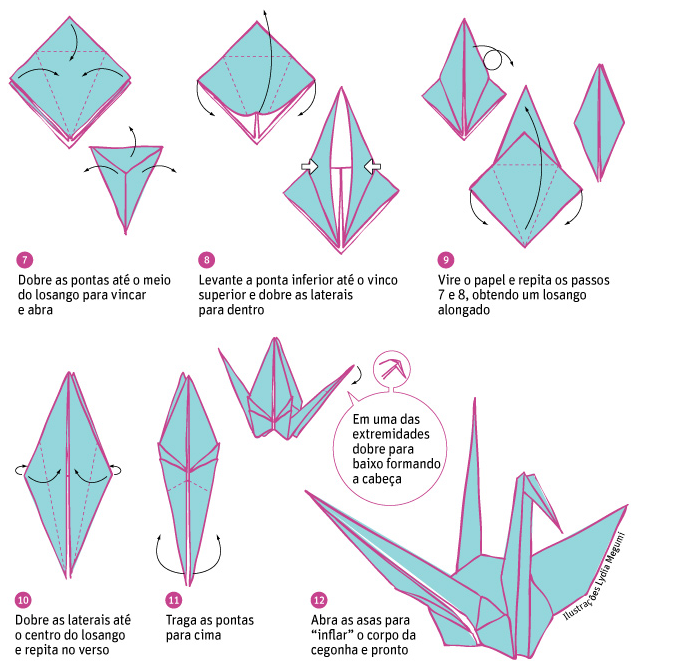 7
Dobre as pontas até o meio
do losango para vincar
e abra
8
Levante a ponta inferior até o vinco
superior e dobre as laterais
para dentro
9
Vire o papel e repita os passos
7 e 8, obtendo um losango
alongado
10
Dobre as laterais até
o centro do losango
e repita no verso
11
Traga as pontas
para cima
Em uma das
extremidades
dobre para
baixo formando
a cabeça
12
Abra as asas para
“inflar” o corpo da
cegonha e pronto
Ilustrações Lydia Megumi